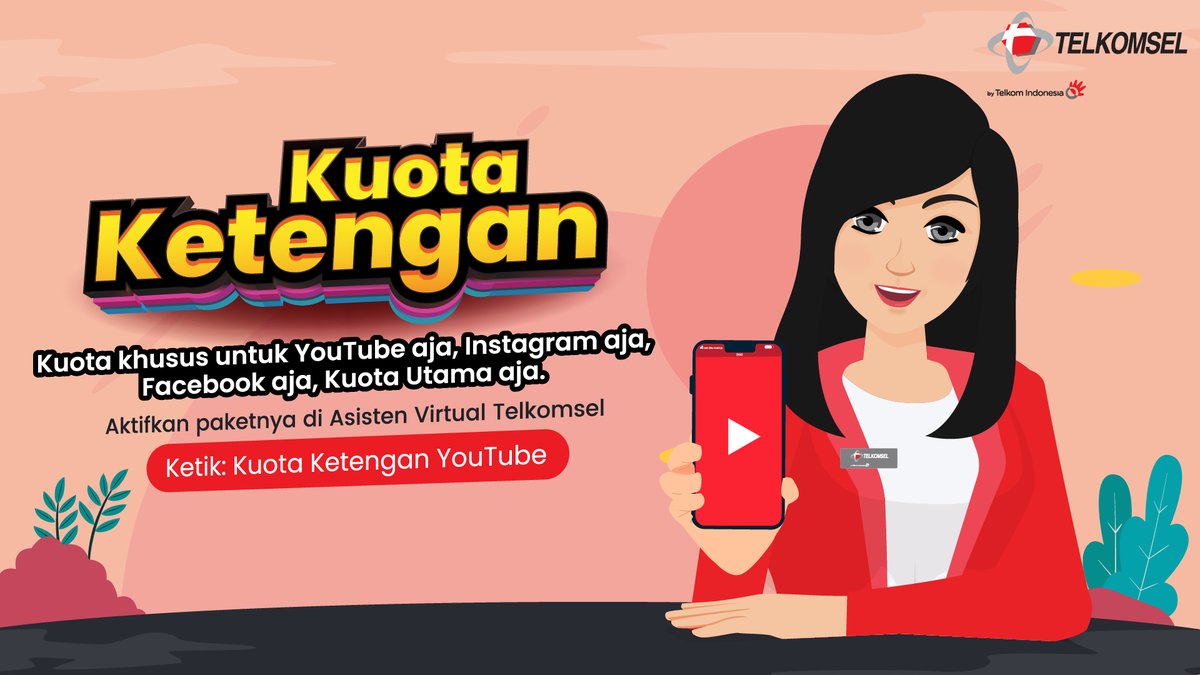 TELKOMSEL
by Telkom Indonesia
Kuota
Ketengan
Kuota khusus untuk YouTube aja, Instagram aja,
Facebook aja, Kuota Utama aja.
Aktifkan paketnya di Asisten Virtual Telkomsel
Ketik: Kuota Ketengan YouTube
TELKOMSEL